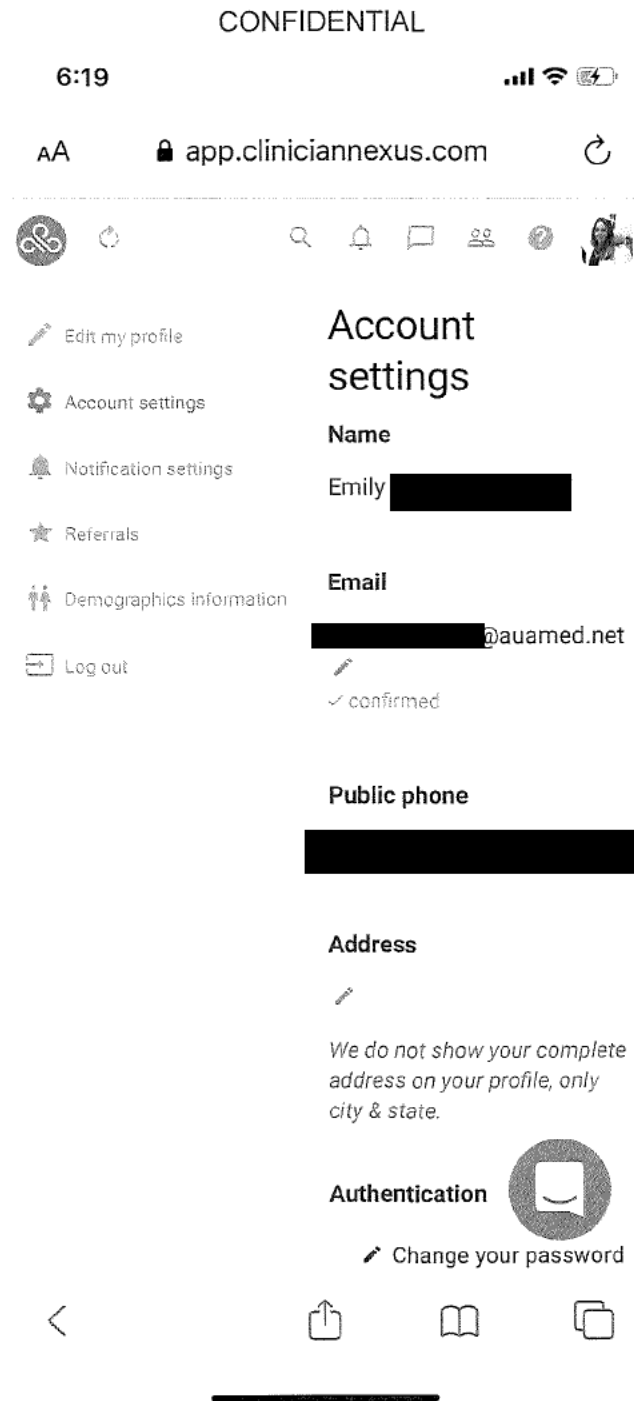 CONFIDENTIAL
6:19
AA app.cliniciannexus.com
Edit my profile
Account settings
Notification settings
Referrals
Demographics information
Log out
Account
settings
Name
Emily
Email
@auamed.net
✓ confirmed
Public phone
Address
We do not show your complete
address on your profile, only
city & state.
Authentication
Change your password